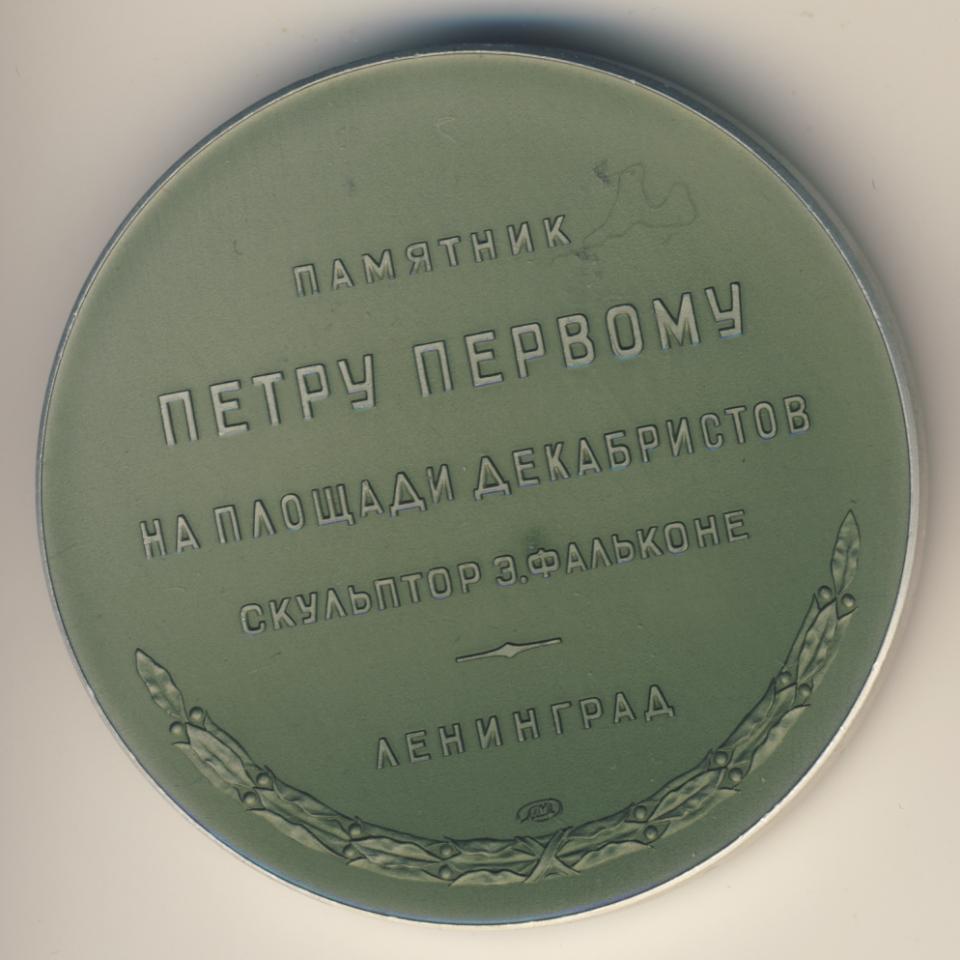 ПАМЯТНИК
ПЕТРУ ПЕРВОМУ
НА ПЛОЩАДИ ДЕКАБРИСТОВ
СКУЛЬПТОР Э.ФАЛЬКОНЕ
ЛЕНИНГРАД